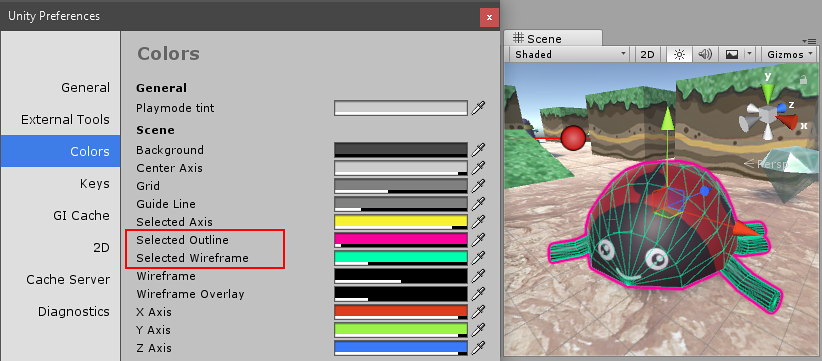 Unity Preferences
x
General
External Tools
Colors
Keys
GI Cache
2D
Cache Server
Diagnostics
Colors
General
Playmode tint
Scene
Background
Center Axis
Grid
Guide Line
Selected Axis
Selected Outline
Selected Wireframe
Wireframe
Wireframe Overlay
X Axis
Y Axis
Z Axis
Scene
Shaded 2D Gizmos
y
z
x
Persp